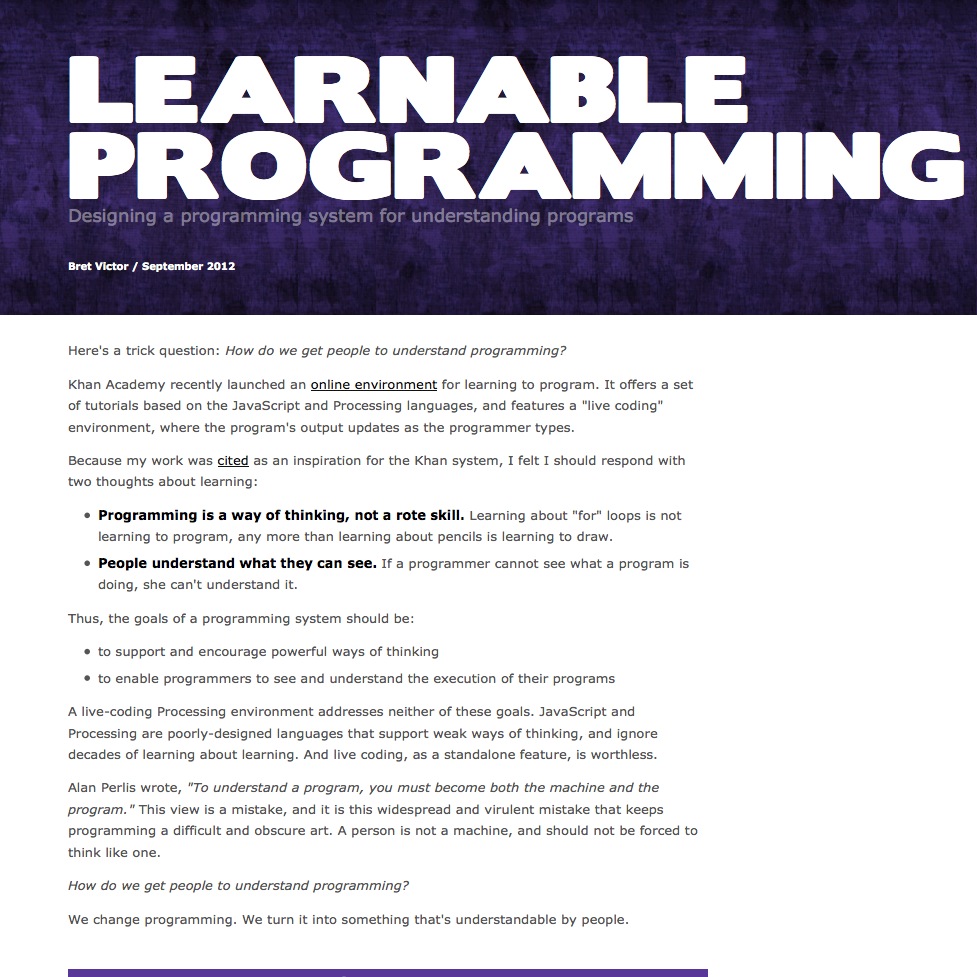 LEARNABLE
PROGRAMMING
Designing a programming system for understanding programs
Bret Victor / September 2012
Here's a trick question: How do we get people to understand programming?
Khan Academy recently launched an online environment for learning to program. It offers a set
of tutorials based on the JavaScript and Processing languages, and features a "live coding"
environment, where the program's output updates as the programmer types.
Because my work was cited as an inspiration for the Khan system, I felt I should respond with
two thoughts about learning:
• Programming is a way of thinking, not a rote skill. Learning about "for" loops is not
learning to program, any more than learning about pencils is learning to draw.
• People understand what they can see. If a programmer cannot see what a program is
doing, she can't understand it.
Thus, the goals of a programming system should be:
• to support and encourage powerful ways of thinking
• to enable programmers to see and understand the execution of their programs
A live-coding Processing environment addresses neither of these goals. JavaScript and
Processing are poorly-designed languages that support weak ways of thinking, and ignore
decades of learning about learning. And live coding, as a standalone feature, is worthless.
Alan Perlis wrote, "To understand a program, you must become both the machine and the
program." This view is a mistake, and it is this widespread and virulent mistake that keeps
programming a difficult and obscure art. A person is not a machine, and should not be forced to
think like one.
How do we get people to understand programming?
We change programming. We turn it into something that's understandable by people.